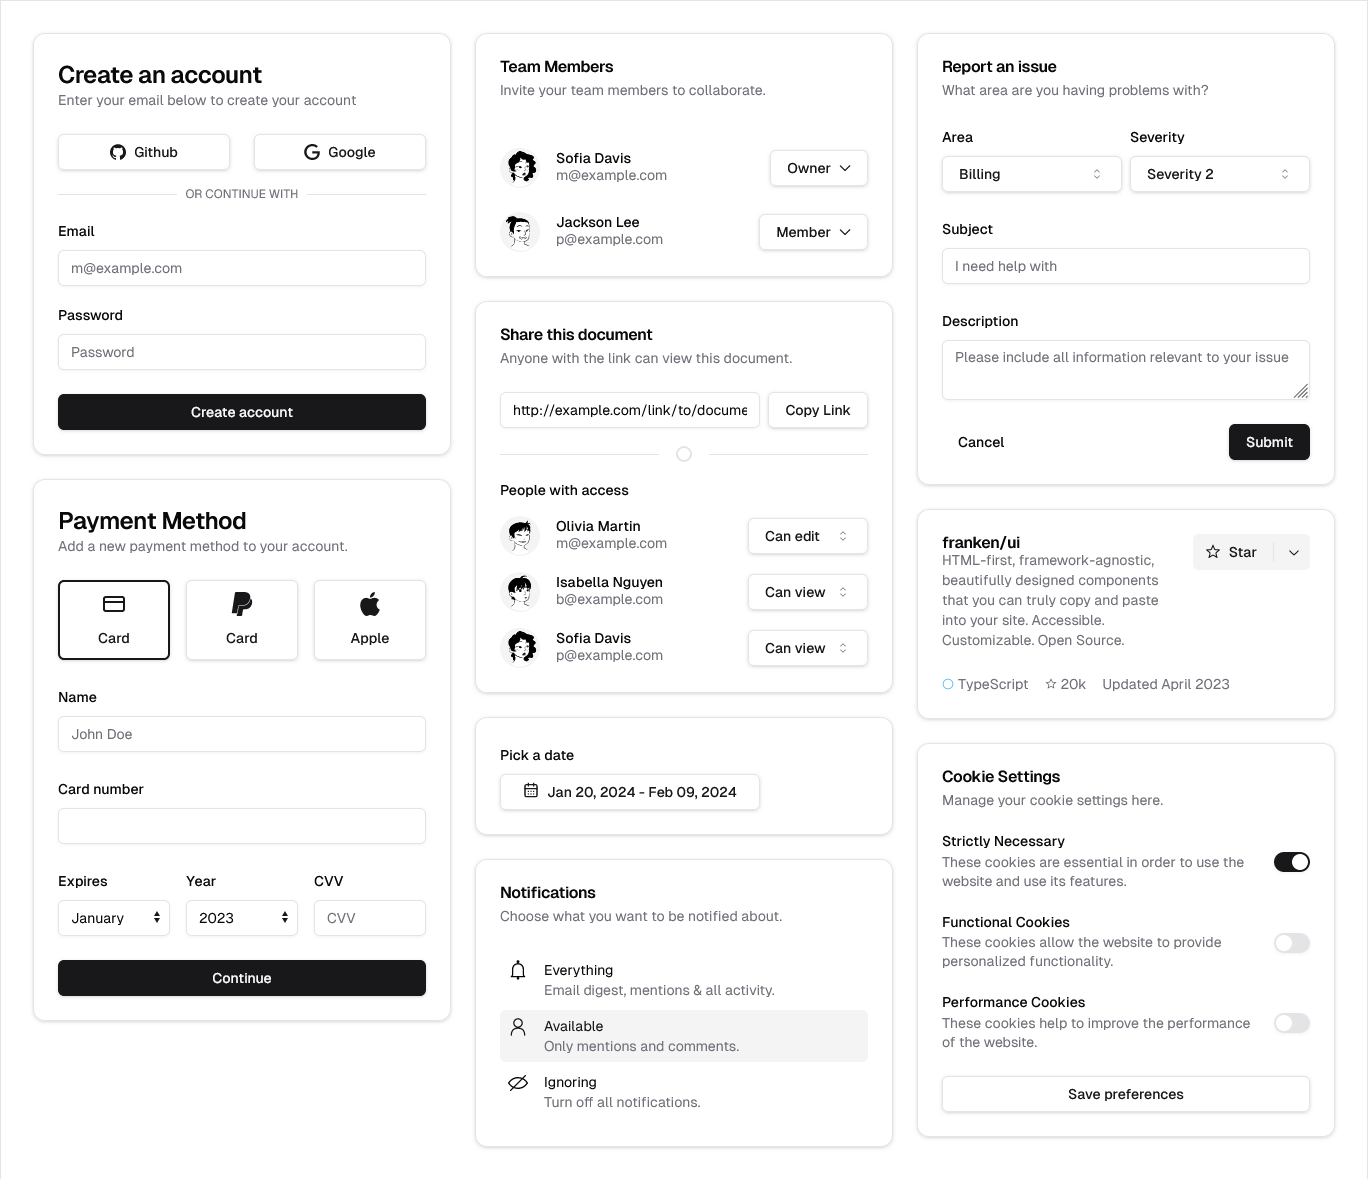 Create an account
Enter your email below to create your account
Github
Google
OR CONTINUE WITH
Email
m@example.com
Password
Password
Create account
Payment Method
Add a new payment method to your account.
Card
Card
Apple
Name
John Doe
Card number
Expires
Year
CVV
January
2023
CVV
Continue
Team Members
Invite your team members to collaborate.
Sofia Davis
m@example.com
Owner
Jackson Lee
p@example.com
Member
Share this document
Anyone with the link can view this document.
http://example.com/link/to/docume
Copy Link
People with access
Olivia Martin
m@example.com
Can edit
Isabella Nguyen
b@example.com
Can view
Sofia Davis
p@example.com
Can view
Pick a date
Jan 20, 2024 - Feb 09, 2024
Notifications
Choose what you want to be notified about.
Everything
Email digest, mentions & all activity.
Available
Only mentions and comments.
Ignoring
Turn off all notifications.
Report an issue
What area are you having problems with?
Area
Severity
Billing
Severity 2
Subject
I need help with
Description
Please include all information relevant to your issue
Cancel
Submit
franken/ui
HTML-first, framework-agnostic,
beautifully designed components
that you can truly copy and paste
into your site. Accessible.
Customizable. Open Source.
Star
TypeScript
20k
Updated April 2023
Cookie Settings
Manage your cookie settings here.
Strictly Necessary
These cookies are essential in order to use the
website and use its features.
Functional Cookies
These cookies allow the website to provide
personalized functionality.
Performance Cookies
These cookies help to improve the performance
of the website.
Save preferences